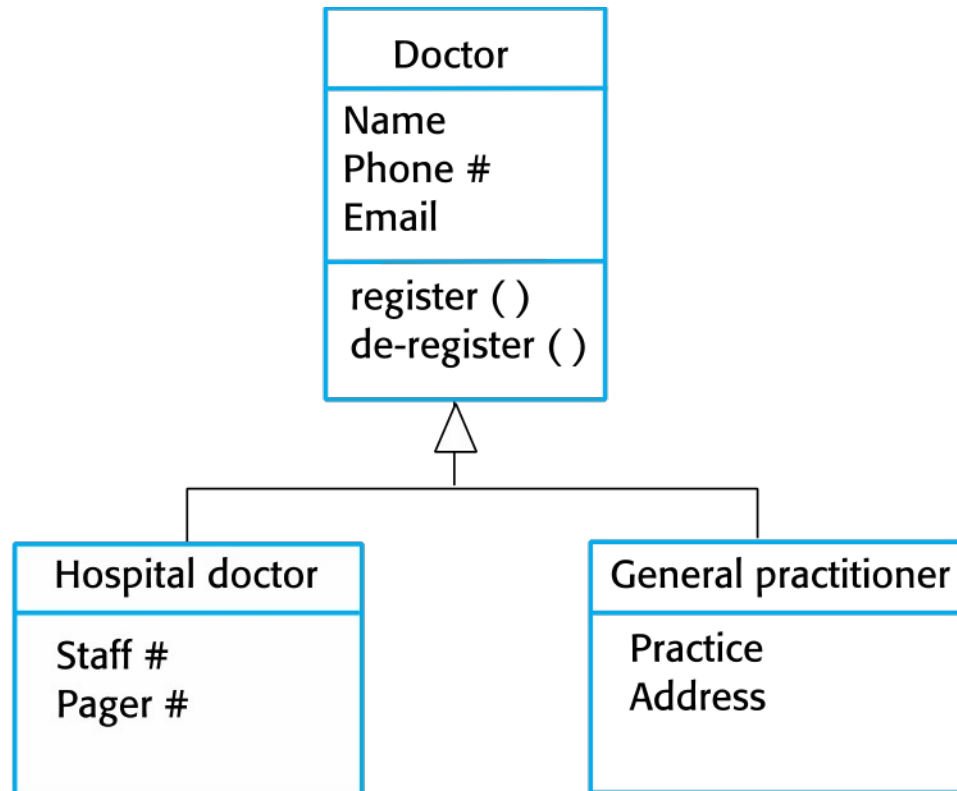 Doctor
Name
Phone #
Email
register ( )
de-register ( )
Hospital doctor
Staff #
Pager #
General practitioner
Practice
Address